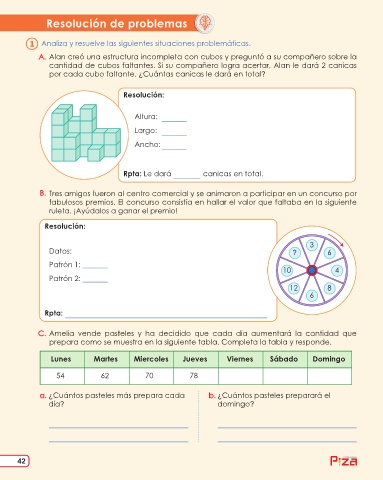 Resolución de problemas
1 Analiza y resuelve las siguientes situaciones problemáticas.
A. Alan creó una estructura incompleta con cubos y preguntó a su compañero sobre la
cantidad de cubos faltantes. Si su compañero logra acertar, Alan le dará 2 canicas
por cada cubo faltante. ¿Cuántas canicas le dará en total?
Resolución:
Altura: ______
Largo: ______
Ancho: ______
Rpta: Le dará ______ canicas en total.
B. Tres amigos fueron al centro comercial y se animaron a participar en un concurso por
fabulosos premios. El concurso consistía en hallar el valor que faltaba en la siguiente
ruleta. ¡Ayúdalos a ganar el premio!
Resolución:
Datos:
Patrón 1: ______
Patrón 2: ______
3
7 6
10 4
12 8
6
Rpta: ______
C. Amelia vende pasteles y ha decidido que cada día aumentará la cantidad que
prepara como se muestra en la siguiente tabla. Completa la tabla y responde.
Lunes Martes Miercoles Jueves Viernes Sábado Domingo
54 62 70 78
a. ¿Cuántos pasteles más prepara cada
día?
b. ¿Cuántos pasteles preparará el
domingo?
42